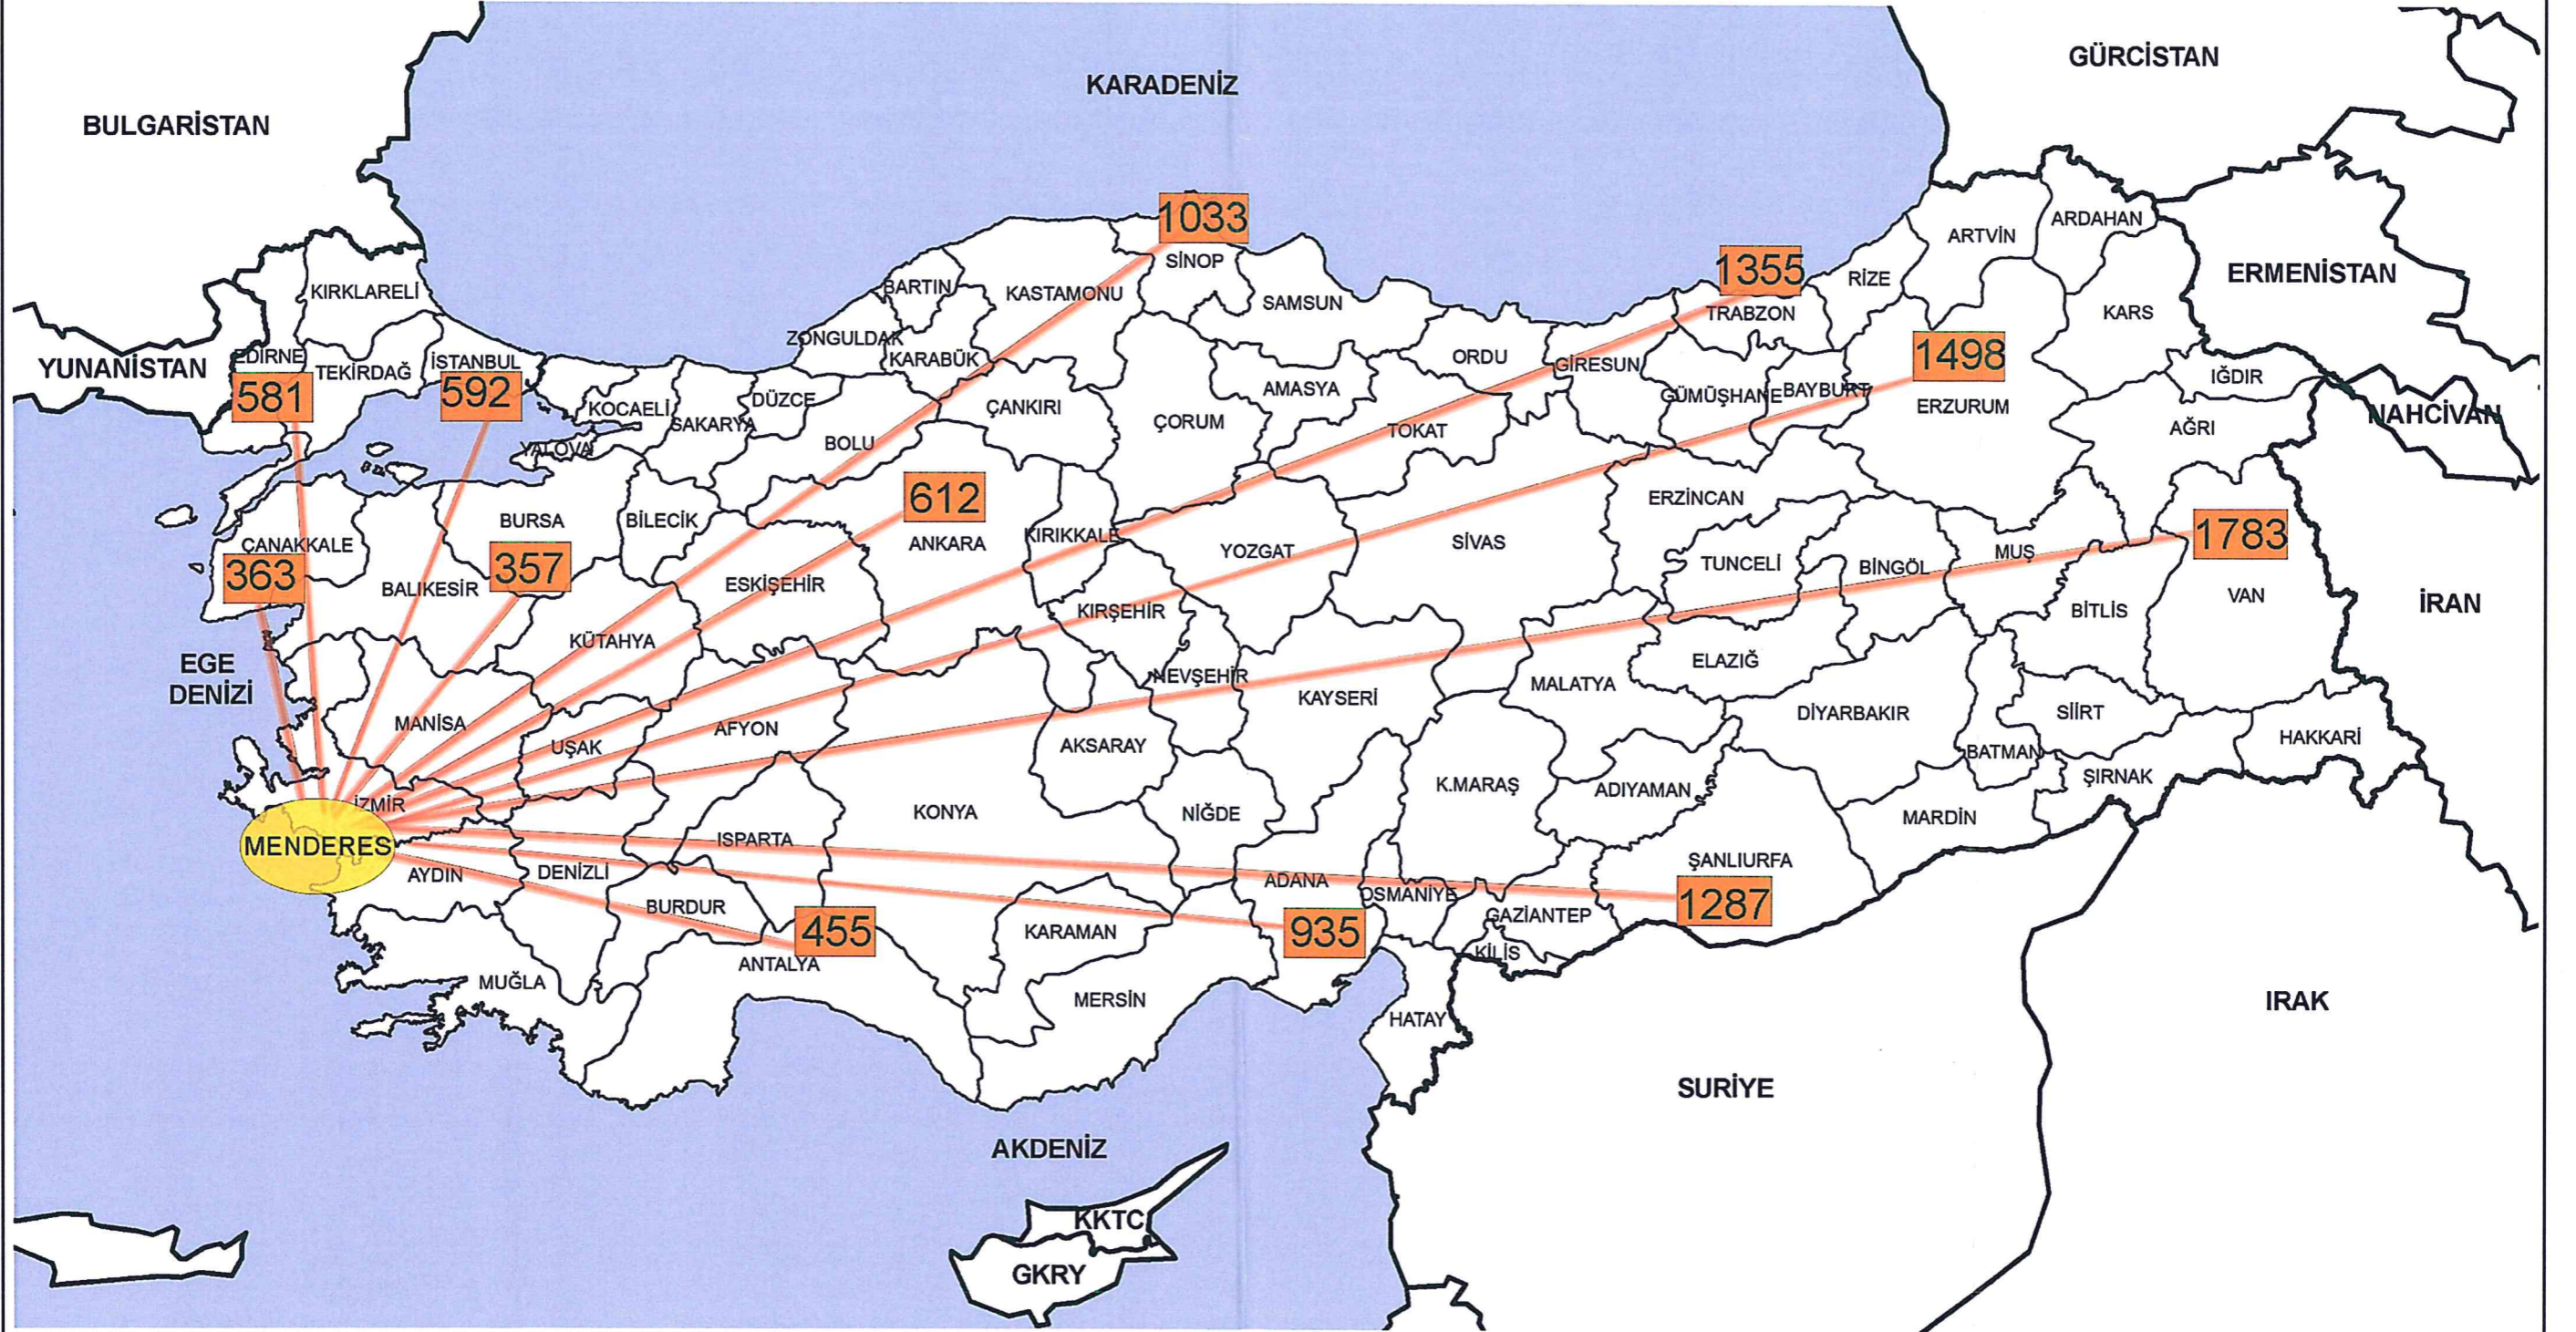 GÜRCİSTAN
KARADENİZ
BULGARİSTAN
1033
ARDAHAN
ARTVİN
SİNOP
1355
RİZE
ERMENİSTAN
BARTIN
KIRKLARELİ
KASTAMONU
SAMSUN
TRABZON
KARS
ZONGULDAK
KARABÜK
EDİRNE
İSTANBUL
YUNANİSTAN
TEKİRDAĞ
ORDU
GİRESUN
1498
IĞDIR
581
592
DÜZCE
KOCAELİ
AMASYA
GÜMÜŞHANE
BAYBURT
ÇANKIRI
ERZURUM
NAHCİVAN
SAKARYA
ÇORUM
TOKAT
AĞRI
YALOVA
BOLU
612
ERZİNCAN
BURSA
BİLECİK
KIRIKKALE
1783
ÇANAKKALE
ANKARA
YOZGAT
SİVAS
MUŞ
363
357
BALIKESİR
ESKİŞEHİR
TUNCELİ
BİNGÖL
KIRŞEHİR
BİTLİS
VAN
İRAN
KÜTAHYA
EGE
DENİZİ
NEVŞEHİR
ELAZIĞ
KAYSERİ
MALATYA
MANİSA
AFYON
DİYARBAKIR
SİİRT
UŞAK
AKSARAY
BATMAN
HAKKARİ
K.MARAŞ
ADIYAMAN
ŞIRNAK
İZMİR
KONYA
NİĞDE
MARDİN
MENDERES
ISPARTA
ŞANLIURFA
AYDIN
DENİZLİ
ADANA
OSMANİYE
1287
BURDUR
GAZİANTEP
455
KARAMAN
935
KİLİS
ANTALYA
MUĞLA
MERSİN
HATAY
IRAK
SURİYE
AKDENİZ
KKTC
GKRY